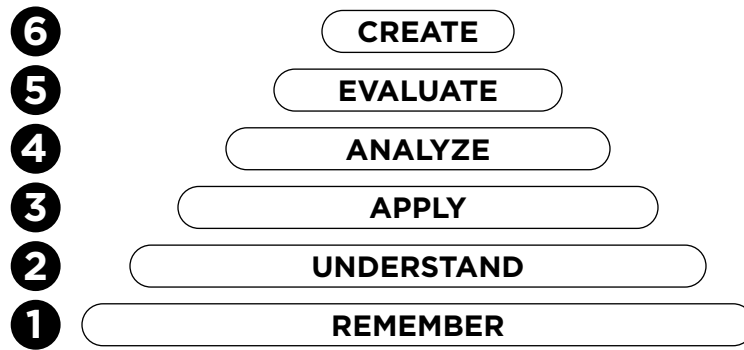 6 CREATE
5 EVALUATE
4 ANALYZE
3 APPLY
2 UNDERSTAND
1 REMEMBER